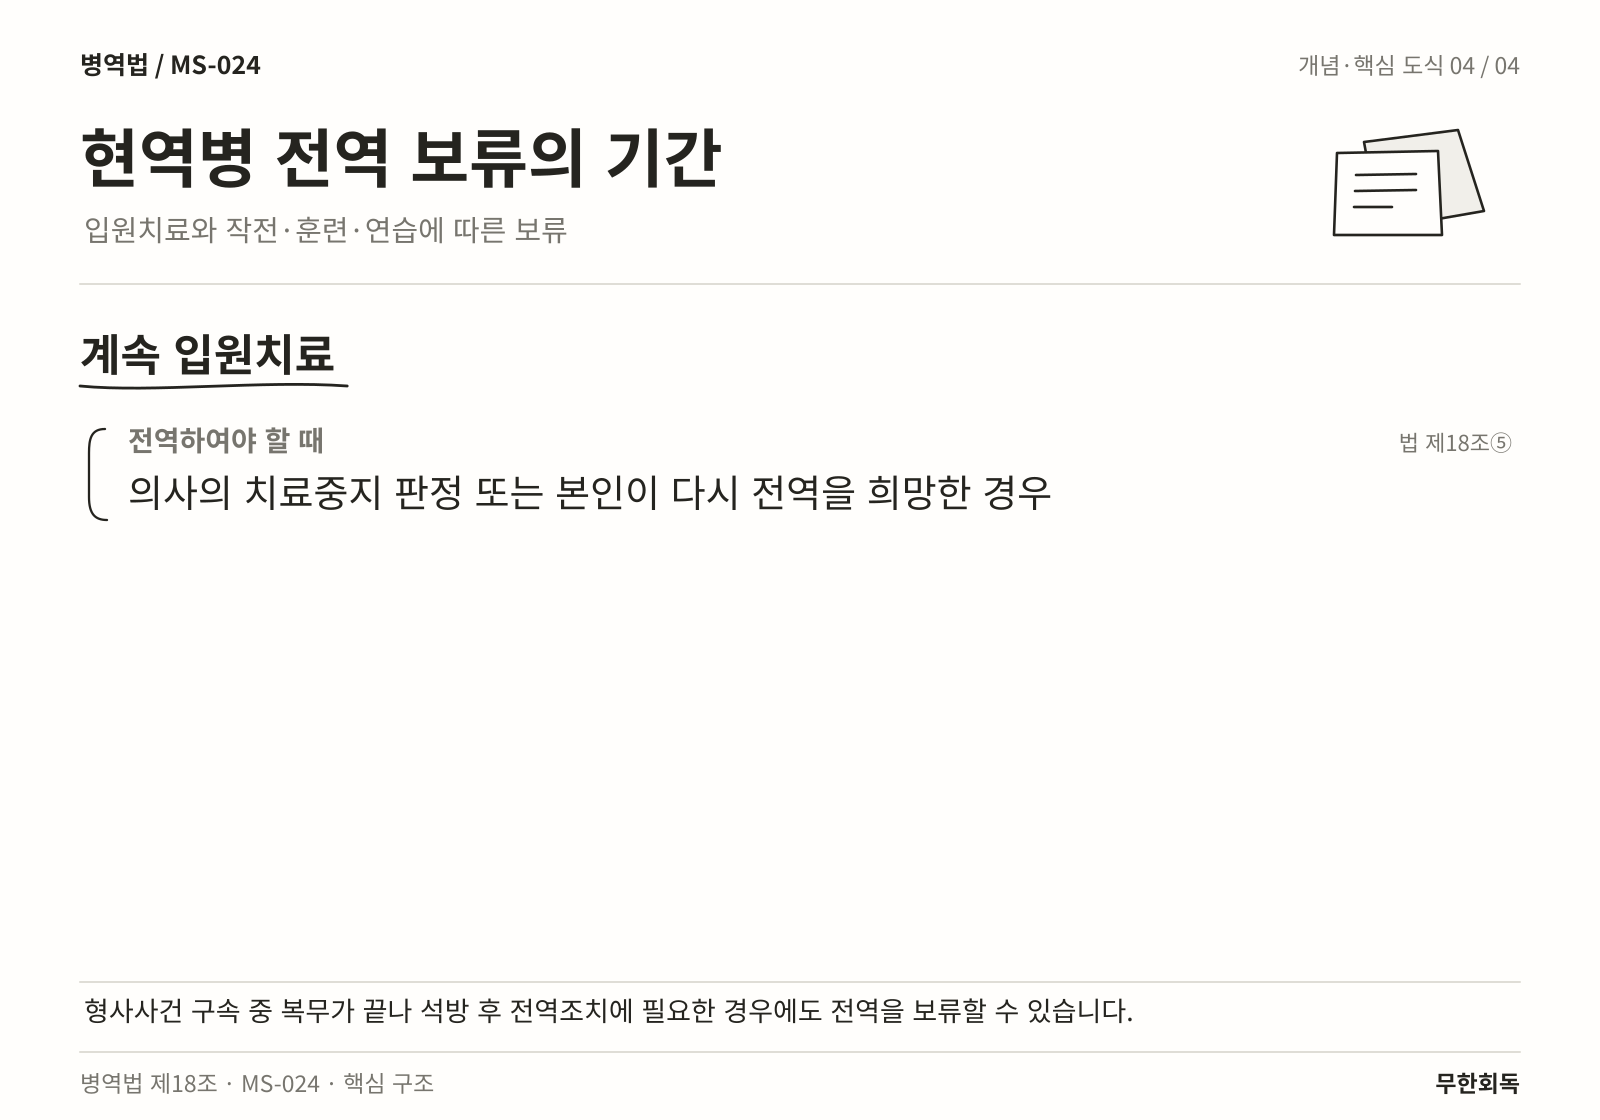 병역법 / MS-024
개념·핵심 도식 04 / 04
현역병 전역 보류의 기간
입원치료와 작전·훈련·연습에 따른 보류
계속 입원치료
전역하여야 할 때
법 제18조⑤
의사의 치료중지 판정 또는 본인이 다시 전역을 희망한 경우
형사사건 구속 중 복무가 끝나 석방 후 전역조치에 필요한 경우에도 전역을 보류할 수 있습니다.
병역법 제18조 · MS-024 · 핵심 구조
무한회독